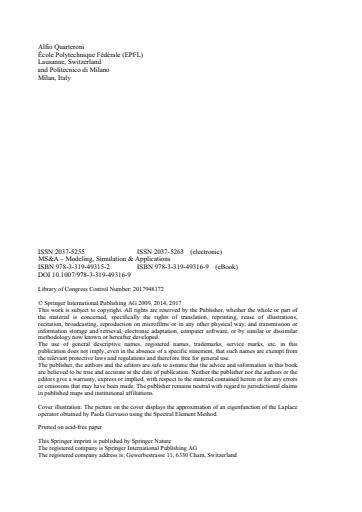 Alfio Quarteroni
École Polytechnique Fédérale (EPFL)
Lausanne, Switzerland
and Politecnico di Milano
Milan, Italy
ISSN 2037-5255 ISSN 2037-5263 (electronic)
MS&A – Modeling, Simulation & Applications
ISBN 978-3-319-49315-2 ISBN 978-3-319-49316-9 (eBook)
DOI 10.1007/978-3-319-49316-9
Library of Congress Control Number: 2017948172
© Springer International Publishing AG 2009, 2014, 2017
This work is subject to copyright. All rights are reserved by the Publisher, whether the whole or part of
the material is concerned, specifically the rights of translation, reprinting, reuse of illustrations,
recitation, broadcasting, reproduction on microfilms or in any other physical way, and transmission or
information storage and retrieval, electronic adaptation, computer software, or by similar or dissimilar
methodology now known or hereafter developed.
The use of general descriptive names, registered names, trademarks, service marks, etc. in this
publication does not imply, even in the absence of a specific statement, that such names are exempt from
the relevant protective laws and regulations and therefore free for general use.
The publisher, the authors and the editors are safe to assume that the advice and information in this book
are believed to be true and accurate at the date of publication. Neither the publisher nor the authors or the
editors give a warranty, express or implied, with respect to the material contained herein or for any errors
or omissions that may have been made. The publisher remains neutral with regard to jurisdictional claims
in published maps and institutional affiliations.
Cover illustration: The picture on the cover displays the approximation of an eigenfunction of the Laplace
operator obtained by Paola Gervasio using the Spectral Element Method.
Printed on acid-free paper
This Springer imprint is published by Springer Nature
The registered company is Springer International Publishing AG
The registered company address is: Gewerbestrasse 11, 6330 Cham, Switzerland